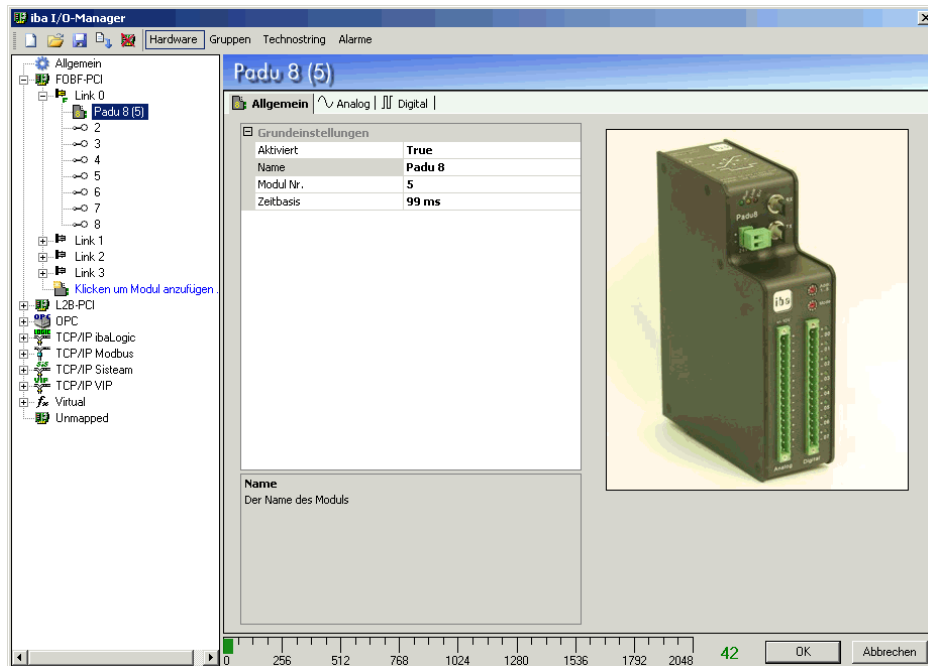 iba I/O-Manager
Hardware Gruppen Technostring Alarme
Allgemein
FOBF-PCI
Link 0
Padu 8 (5)
2
3
4
5
6
7
8
Link 1
Link 2
Link 3
Klicken um Modul anzufügen .
L2B-PCI
OPC
TCP/IP ibaLogic
TCP/IP Modbus
TCP/IP Sisteam
TCP/IP VIP
Virtual
Unmapped
Padu 8 (5)
Allgemein Analog Digital
Grundeinstellungen
Aktiviert True
Name Padu 8
Modul Nr. 5
Zeitbasis 99 ms
Name
Der Name des Moduls
Padu8
iba
Analog Digital
0 256 512 768 1024 1280 1536 1792 2048
42
OK
Abbrechen